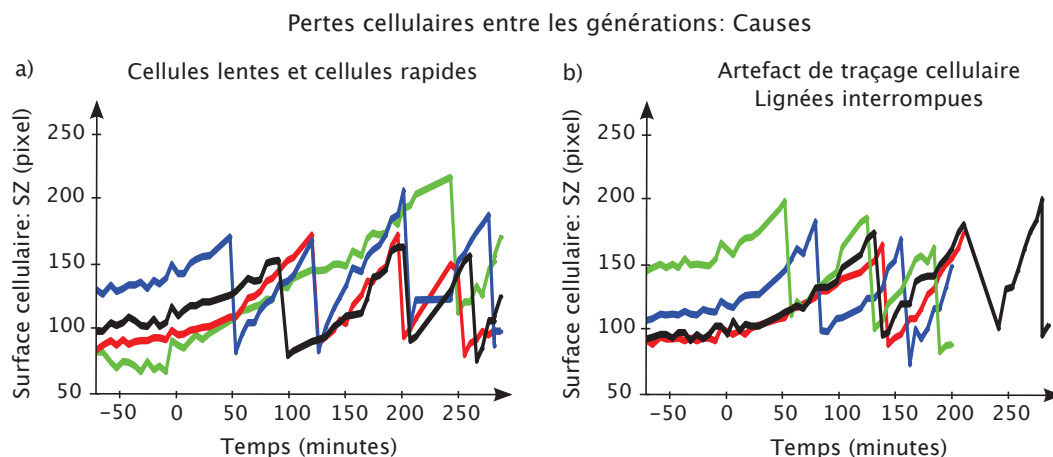 Pertes cellulaires entre les générations: Causes
a)
Cellules lentes et cellules rapides
Surface cellulaire: SZ (pixel)
250
200
150
100
50
−50
0
50
100
150
200
250
Temps (minutes)
b)
Artefact de traçage cellulaire
Lignées interrompues
Surface cellulaire: SZ (pixel)
250
200
150
100
50
−50
0
50
100
150
200
250
Temps (minutes)